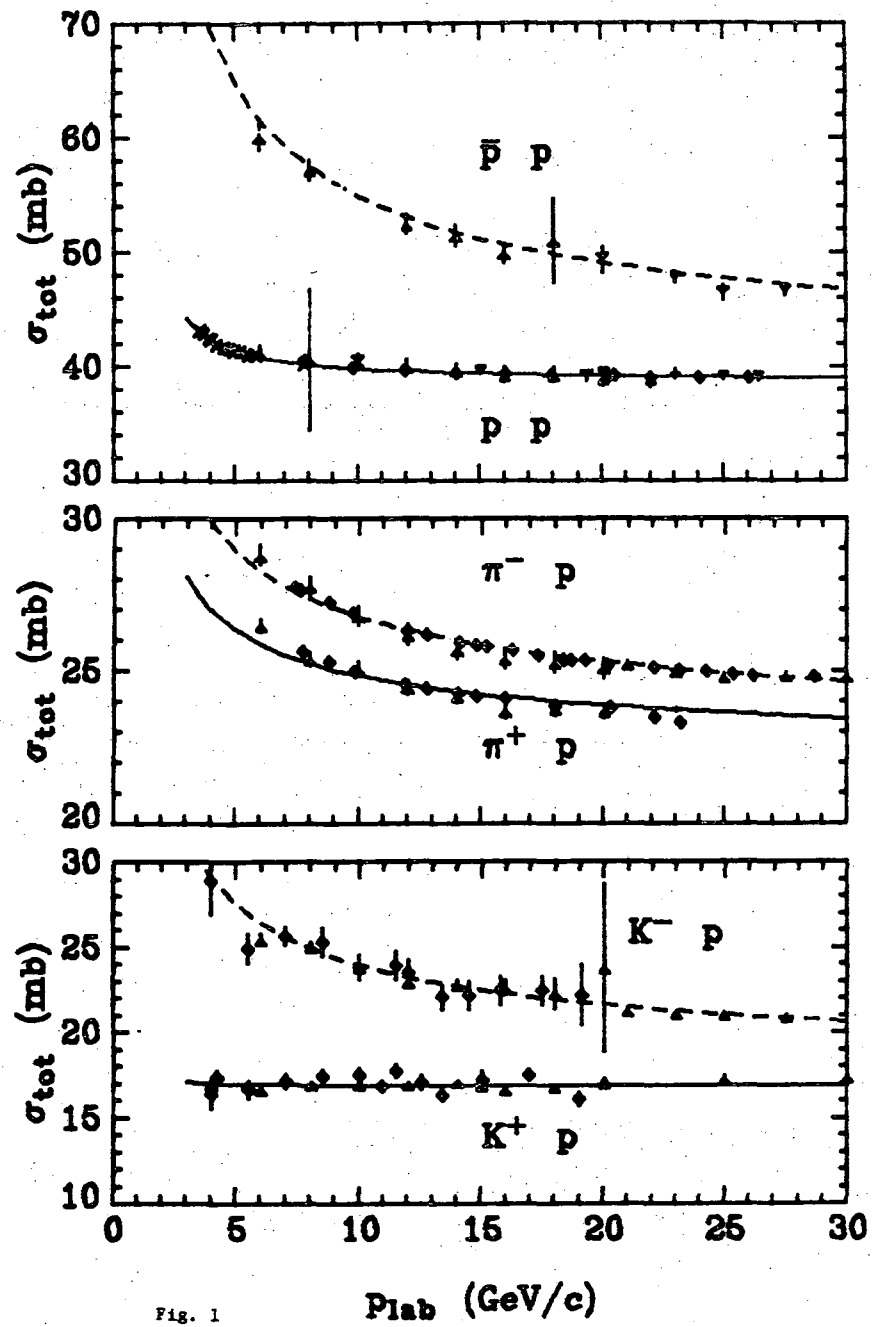 70
60
50
40
30
σtot (mb)
p̄ p
p p
30
25
20
σtot (mb)
π⁻ p
π⁺ p
30
25
20
15
10
σtot (mb)
K⁻ p
K⁺ p
0 5 10 15 20 25 30
Plab (GeV/c)
Fig. 1